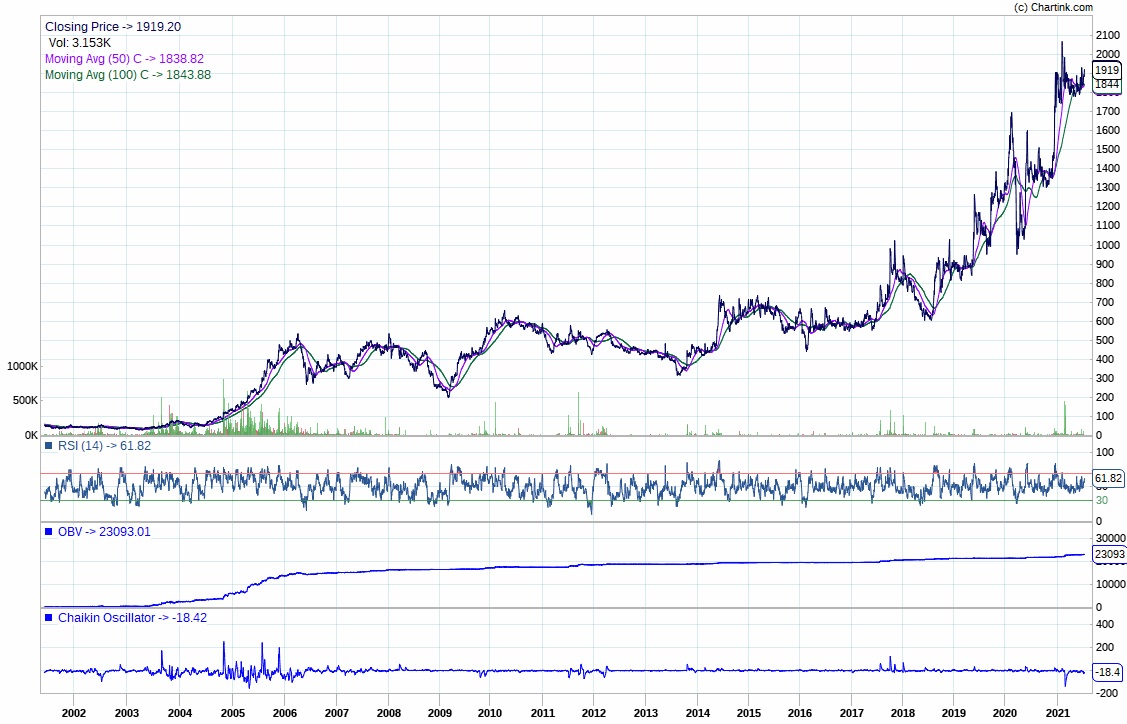 (c) Chartink.com
Closing Price -> 1919.20
Vol: 3.153K
Moving Avg (50) C -> 1838.82
Moving Avg (100) C -> 1843.88
2100
2000
1919
1844
1700
1600
1500
1400
1300
1200
1100
1000
900
800
700
600
500
400
300
200
100
0
1000K
500K
0K
RSI (14) -> 61.82
100
61.82
30
0
OBV -> 23093.01
30000
23093
10000
0
Chaikin Oscillator -> -18.42
400
200
-18.4
-200
2002 2003 2004 2005 2006 2007 2008 2009 2010 2011 2012 2013 2014 2015 2016 2017 2018 2019 2020 2021